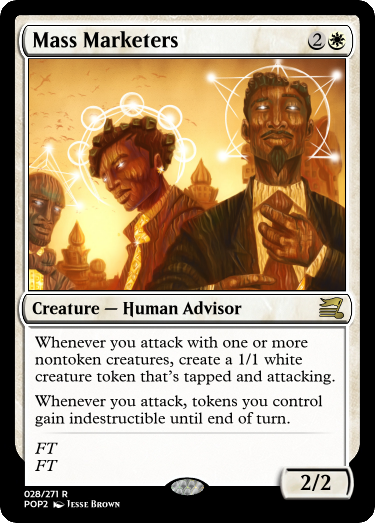 Mass Marketers 2
Creature — Human Advisor
Whenever you attack with one or more
nontoken creatures, create a 1/1 white
creature token that's tapped and attacking.
Whenever you attack, tokens you control
gain indestructible until end of turn.
FT
FT
2/2
028/271 R
POP2 Jesse Brown